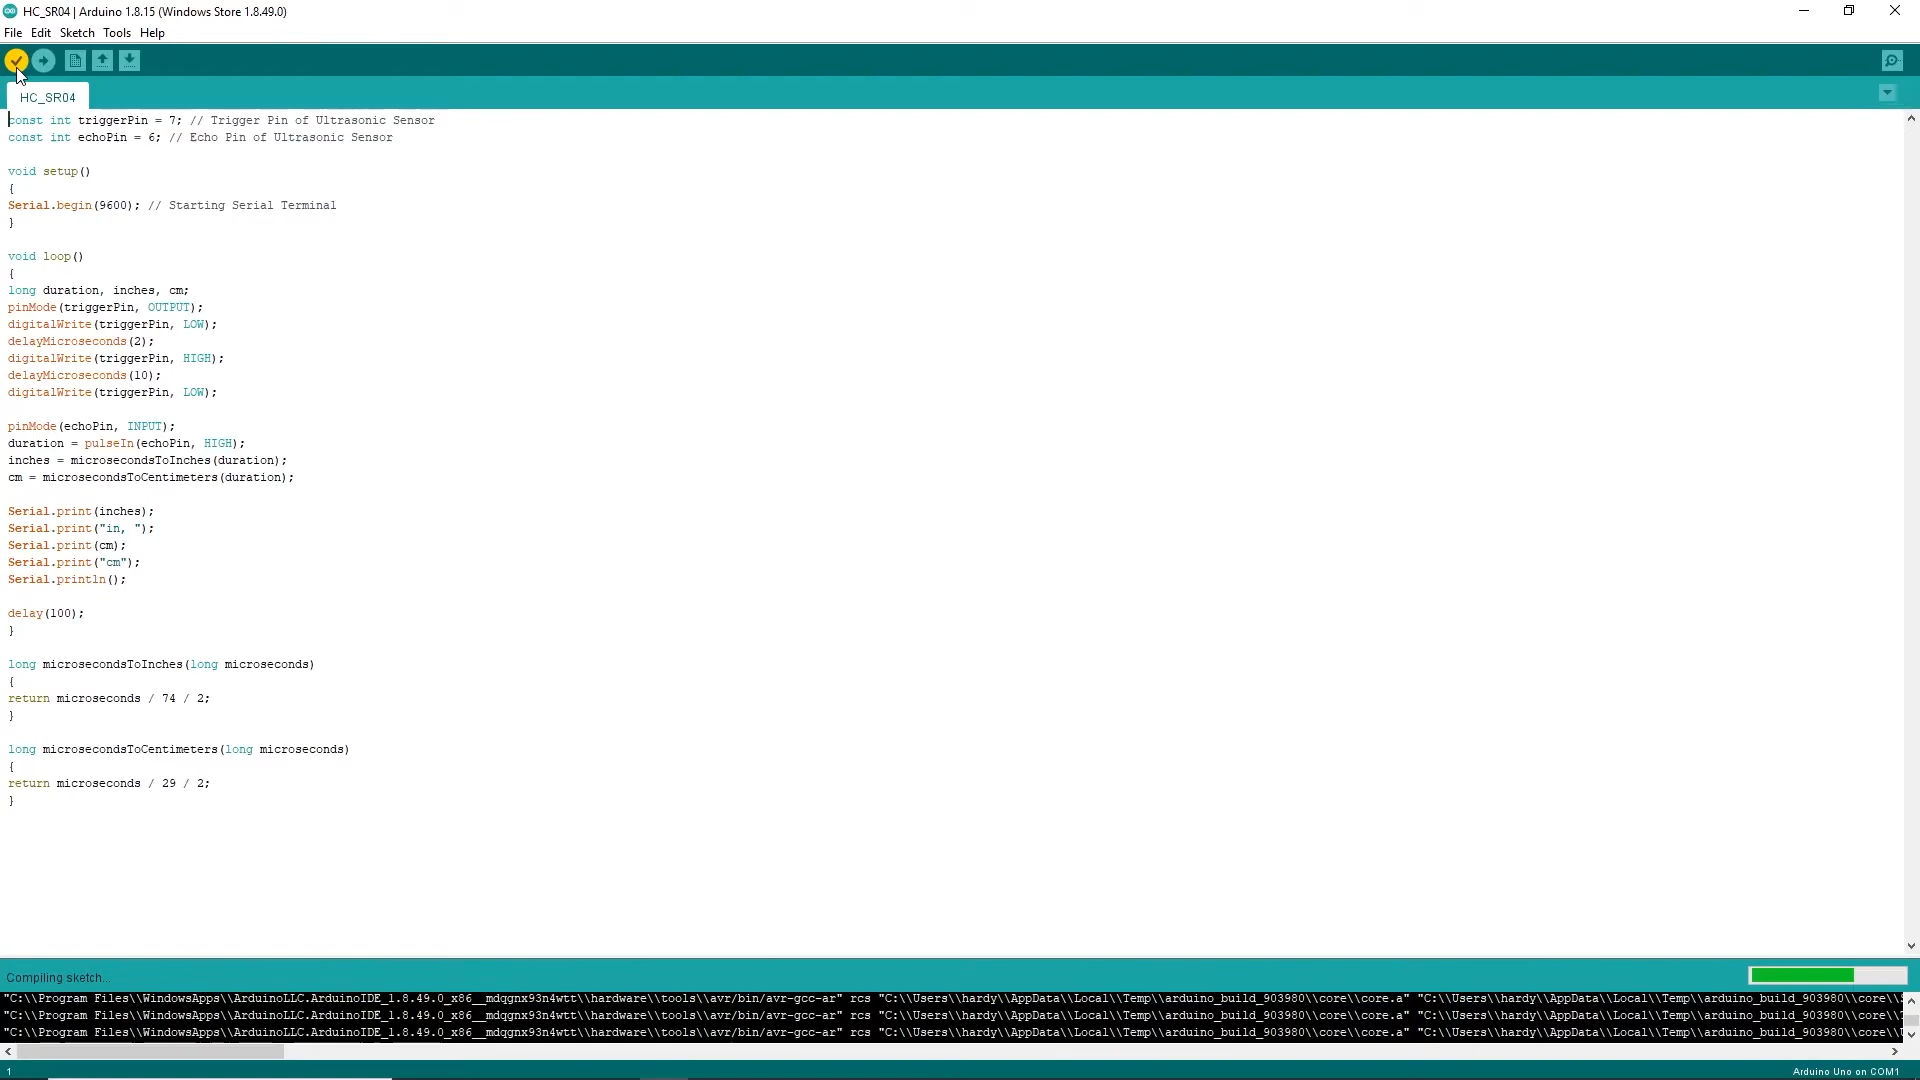 HC_SR04 | Arduino 1.8.15 (Windows Store 1.8.49.0)
File Edit Sketch Tools Help
HC_SR04
const int triggerPin = 7; // Trigger Pin of Ultrasonic Sensor
const int echoPin = 6; // Echo Pin of Ultrasonic Sensor
void setup()
{
Serial.begin(9600); // Starting Serial Terminal
}
void loop()
{
long duration, inches, cm;
pinMode(triggerPin, OUTPUT);
digitalWrite(triggerPin, LOW);
delayMicroseconds(2);
digitalWrite(triggerPin, HIGH);
delayMicroseconds(10);
digitalWrite(triggerPin, LOW);
pinMode(echoPin, INPUT);
duration = pulseIn(echoPin, HIGH);
inches = microsecondsToInches(duration);
cm = microsecondsToCentimeters(duration);
Serial.print(inches);
Serial.print("in, ");
Serial.print(cm);
Serial.print("cm");
Serial.println();
delay(100);
}
long microsecondsToInches(long microseconds)
{
return microseconds / 74 / 2;
}
long microsecondsToCentimeters(long microseconds)
{
return microseconds / 29 / 2;
}
Compiling sketch...
"C:\\Program Files\\WindowsApps\\ArduinoLLC.ArduinoIDE_1.8.49.0_x86__mdqgnx93n4wtt\\hardware\\tools\\avr/bin/avr-gcc-ar" rcs "C:\\Users\\hardy\\AppData\\Local\\Temp\\arduino_build_903980\\core\\core.a" "C:\\Users\\hardy\\AppData\\Local\\Temp\\arduino_build_903980\\core\\
"C:\\Program Files\\WindowsApps\\ArduinoLLC.ArduinoIDE_1.8.49.0_x86__mdqgnx93n4wtt\\hardware\\tools\\avr/bin/avr-gcc-ar" rcs "C:\\Users\\hardy\\AppData\\Local\\Temp\\arduino_build_903980\\core\\core.a" "C:\\Users\\hardy\\AppData\\Local\\Temp\\arduino_build_903980\\core\\
"C:\\Program Files\\WindowsApps\\ArduinoLLC.ArduinoIDE_1.8.49.0_x86__mdqgnx93n4wtt\\hardware\\tools\\avr/bin/avr-gcc-ar" rcs "C:\\Users\\hardy\\AppData\\Local\\Temp\\arduino_build_903980\\core\\core.a" "C:\\Users\\hardy\\AppData\\Local\\Temp\\arduino_build_903980\\core\\
1 Arduino Uno on COM1